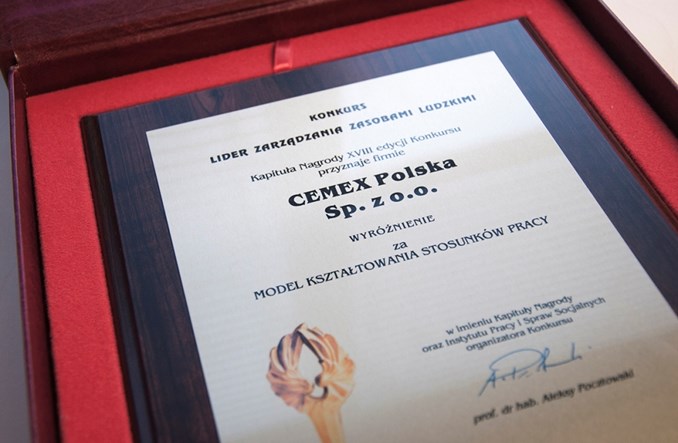 KONKURS
LIDER ZARZĄDZANIA ZASOBAMI LUDZKIMI
Kapituła Nagrody XVIII edycji Konkursu
przyznaje firmie
CEMEX Polska
Sp. z o.o.
WYRÓŻNIENIE
za
MODEL KSZTAŁTOWANIA STOSUNKÓW PRACY
w imieniu Kapituły Nagrody
oraz Instytutu Pracy i Spraw Socjalnych
organizatora Konkursu
prof. dr hab. Aleksy Pocztowski